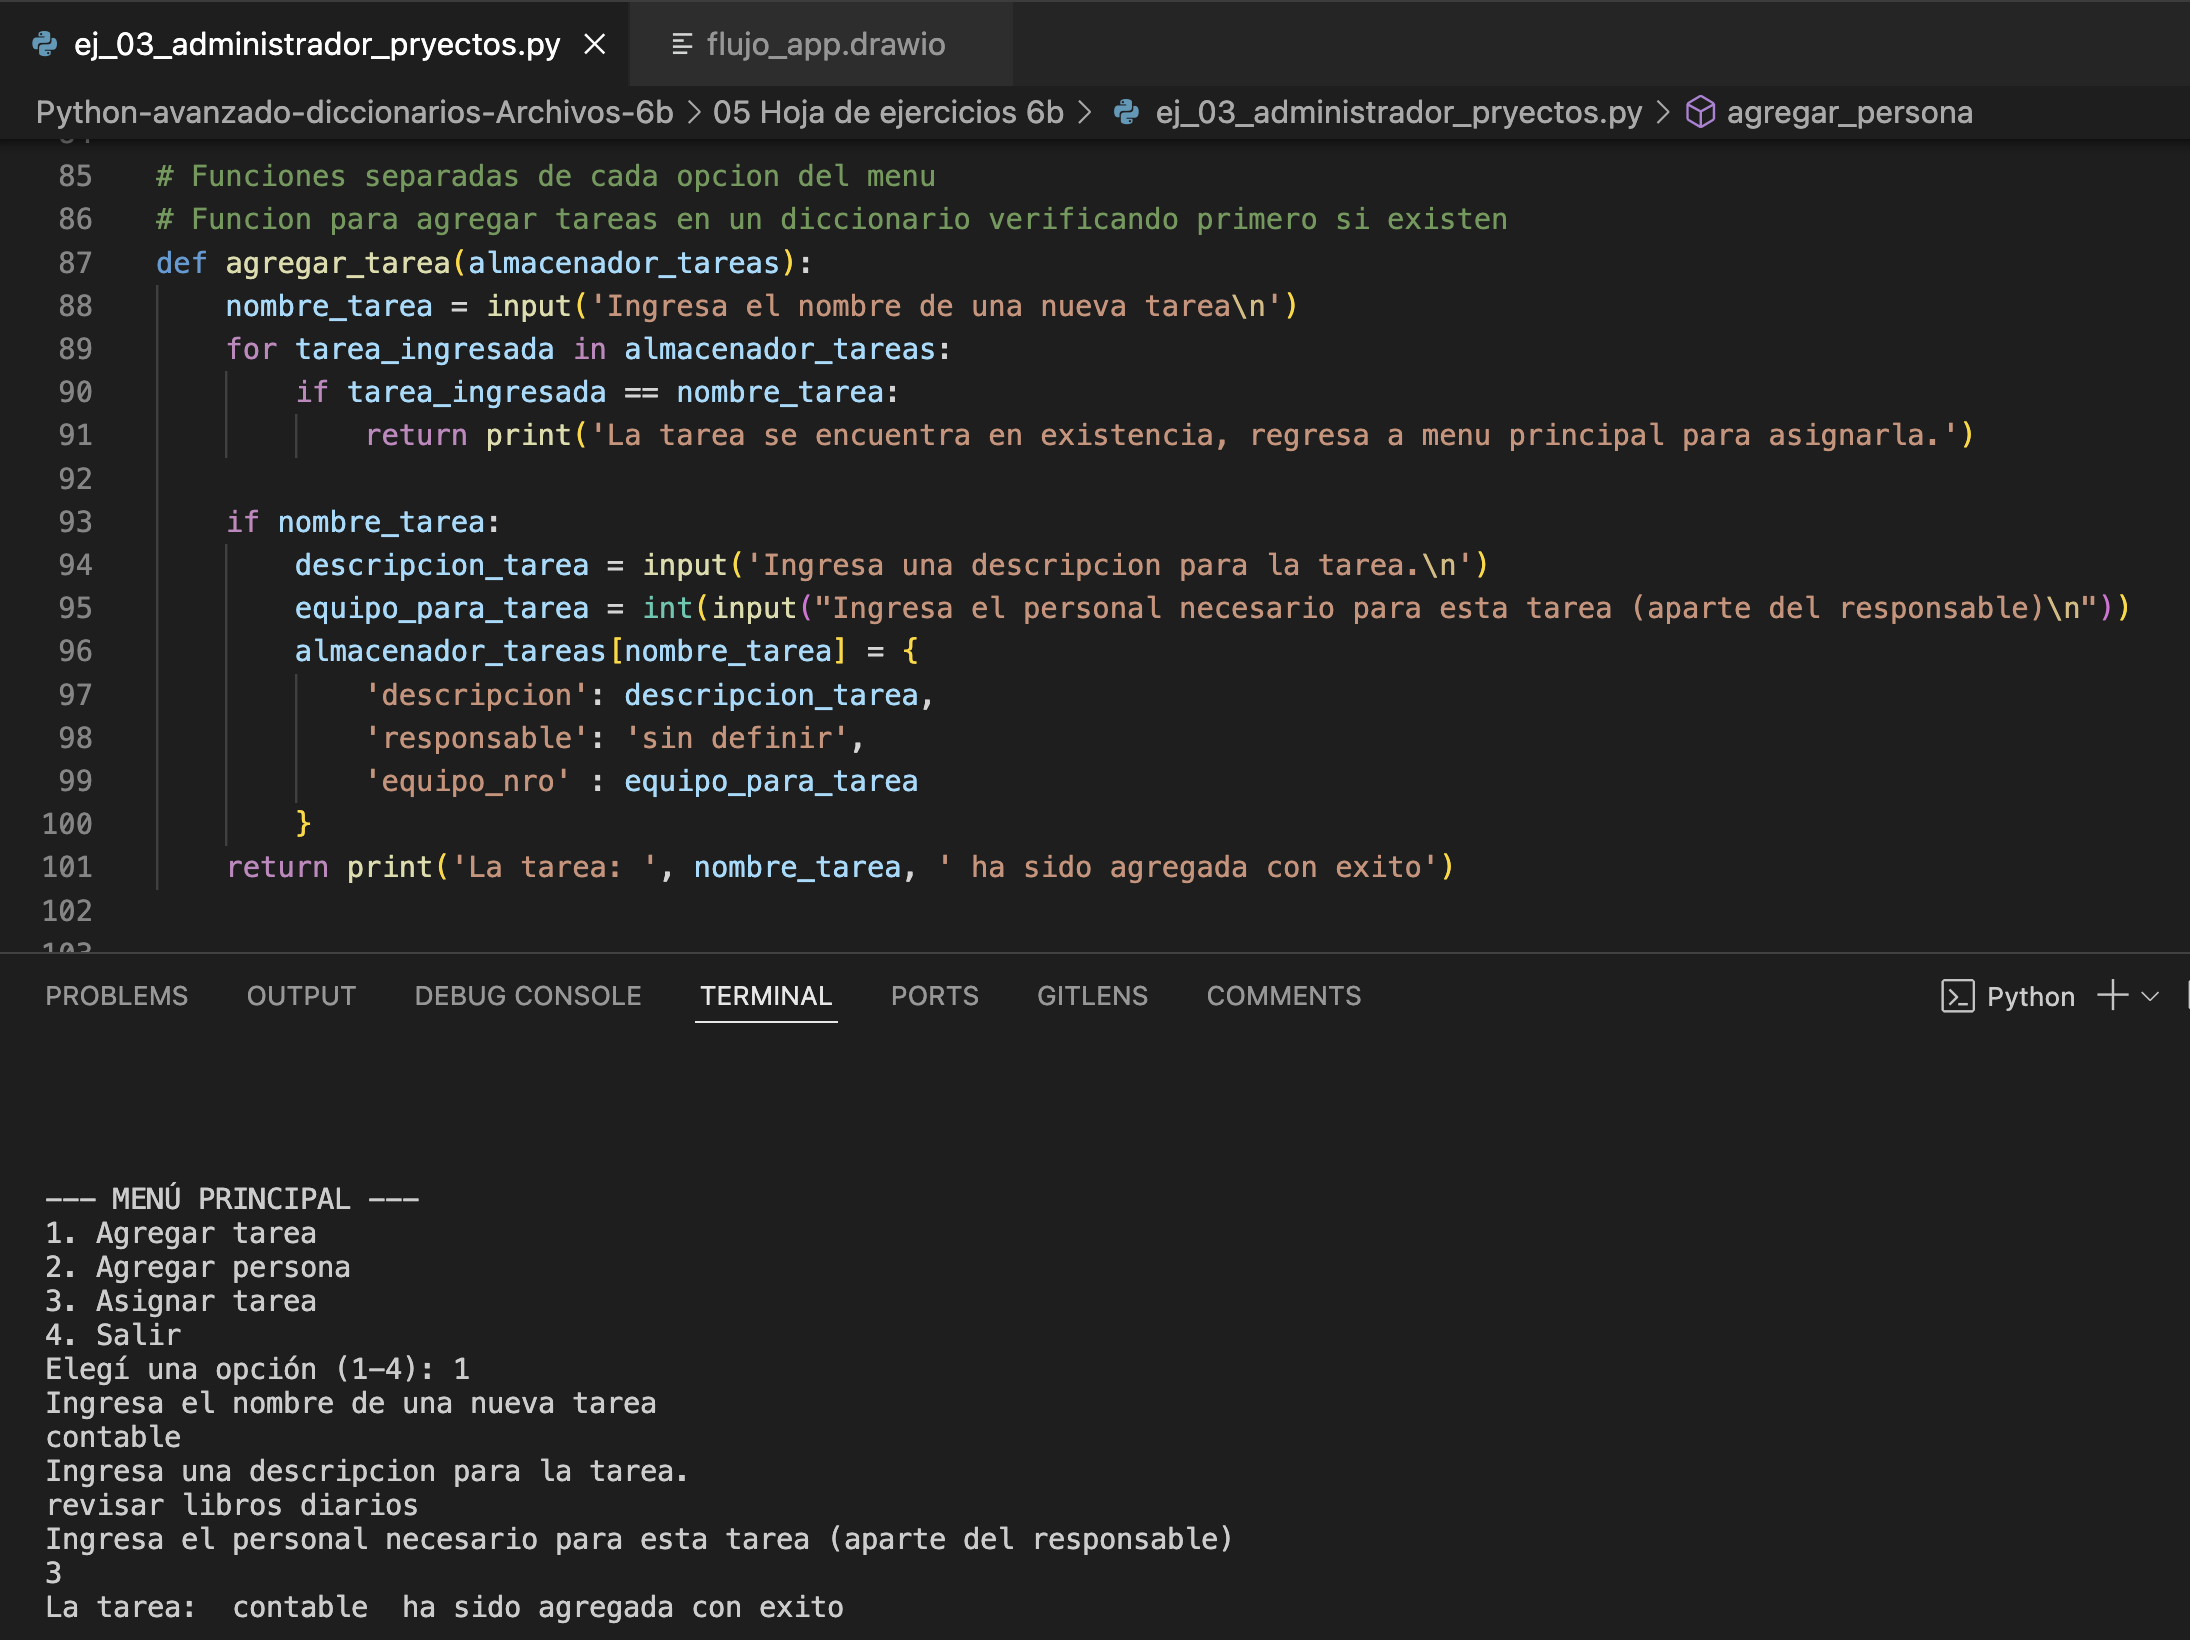 ej_03_administrador_pryectos.py
flujo_app.drawio
Python-avanzado-diccionarios-Archivos-6b > 05 Hoja de ejercicios 6b > ej_03_administrador_pryectos.py > agregar_persona
85 # Funciones separadas de cada opcion del menu
86 # Funcion para agregar tareas en un diccionario verificando primero si existen
87 def agregar_tarea(almacenador_tareas):
88 nombre_tarea = input('Ingresa el nombre de una nueva tarea\n')
89 for tarea_ingresada in almacenador_tareas:
90 if tarea_ingresada == nombre_tarea:
91 return print('La tarea se encuentra en existencia, regresa a menu principal para asignarla.')
92
93 if nombre_tarea:
94 descripcion_tarea = input('Ingresa una descripcion para la tarea.\n')
95 equipo_para_tarea = int(input("Ingresa el personal necesario para esta tarea (aparte del responsable)\n"))
96 almacenador_tareas[nombre_tarea] = {
97 'descripcion': descripcion_tarea,
98 'responsable': 'sin definir',
99 'equipo_nro' : equipo_para_tarea
100 }
101 return print('La tarea: ', nombre_tarea, ' ha sido agregada con exito')
102
PROBLEMS OUTPUT DEBUG CONSOLE TERMINAL PORTS GITLENS COMMENTS Python
--- MENÚ PRINCIPAL ---
1. Agregar tarea
2. Agregar persona
3. Asignar tarea
4. Salir
Elegí una opción (1-4): 1
Ingresa el nombre de una nueva tarea
contable
Ingresa una descripcion para la tarea.
revisar libros diarios
Ingresa el personal necesario para esta tarea (aparte del responsable)
3
La tarea:  contable  ha sido agregada con exito